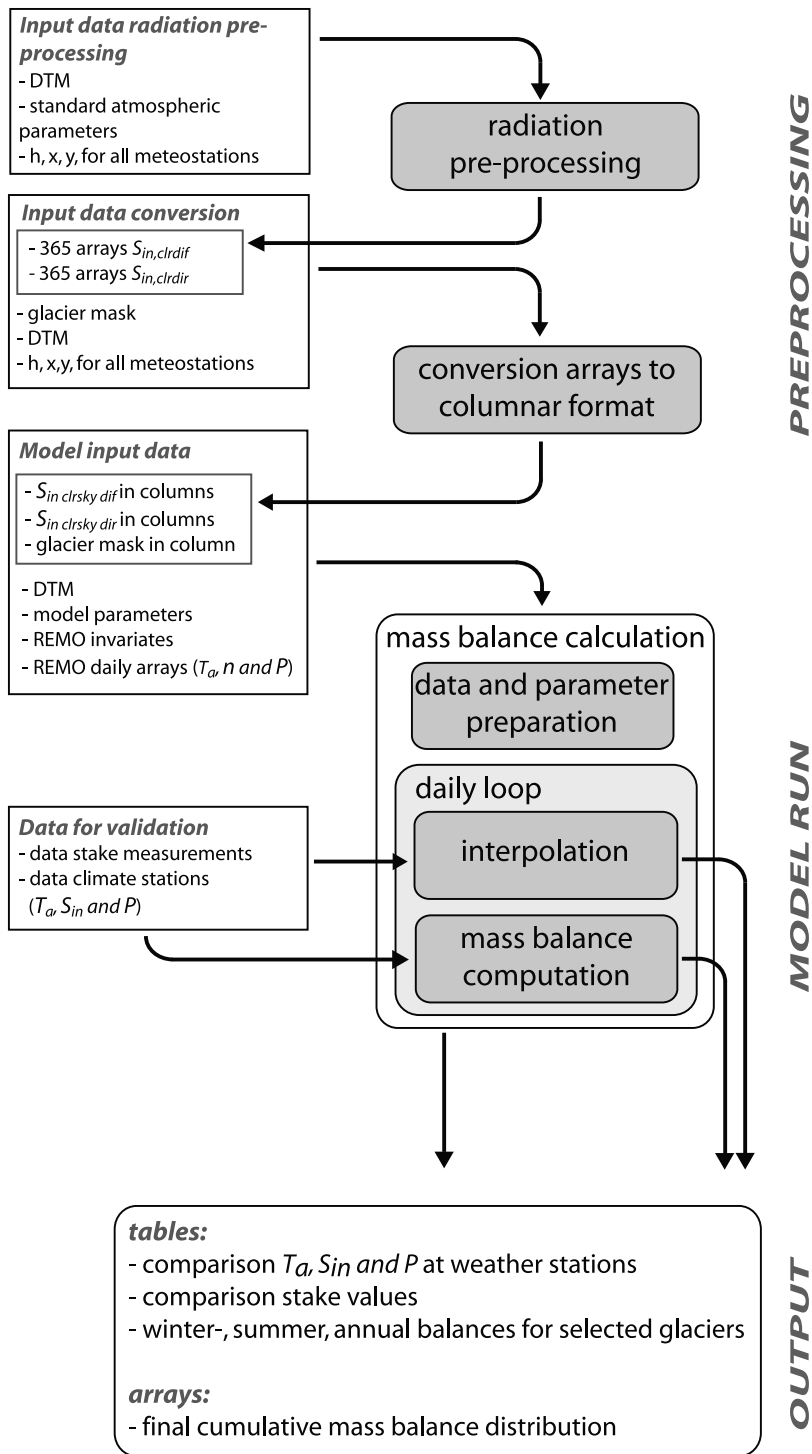 Input data radiation pre-
processing
- DTM
- standard atmospheric
parameters
- h, x, y, for all meteostations
radiation
pre-processing
PREPROCESSING
Input data conversion
- 365 arrays Sin,clrdif
- 365 arrays Sin,clrdir
- glacier mask
- DTM
- h, x,y, for all meteostations
conversion arrays to
columnar format
Model input data
- Sin clrsky dif in columns
- Sin clrsky dir in columns
- glacier mask in column
- DTM
- model parameters
- REMO invariates
- REMO daily arrays (Ta, n and P)
mass balance calculation
data and parameter
preparation
daily loop
interpolation
mass balance
computation
MODEL RUN
Data for validation
- data stake measurements
- data climate stations
(Ta, Sin and P)
tables:
- comparison Ta, Sin and P at weather stations
- comparison stake values
- winter-, summer, annual balances for selected glaciers
arrays:
- final cumulative mass balance distribution
OUTPUT